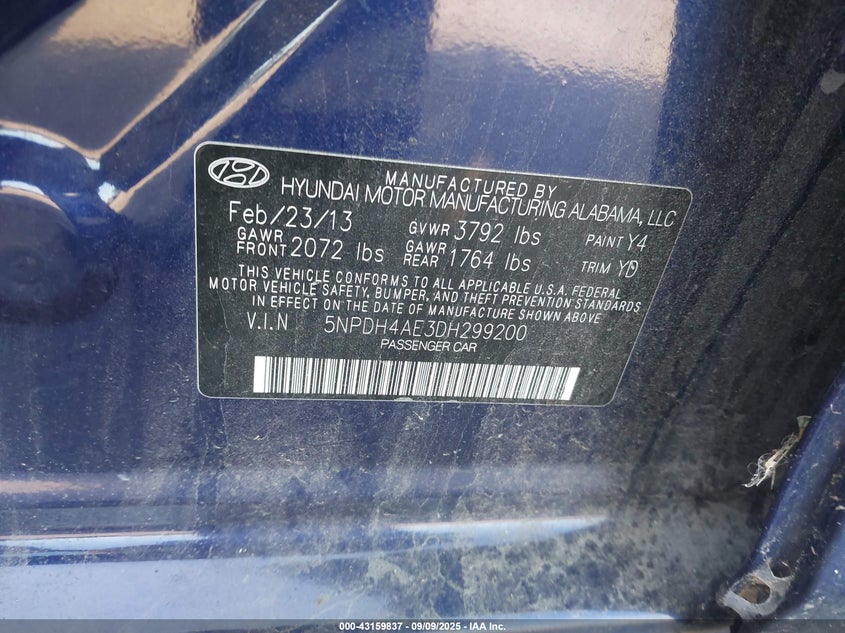 MANUFACTURED BY
HYUNDAI MOTOR MANUFACTURING ALABAMA, LLC
Feb/23/13 GVWR 3792 lbs PAINT Y4
GAWR FRONT 2072 lbs GAWR REAR 1764 lbs TRIM YD
THIS VEHICLE CONFORMS TO ALL APPLICABLE U.S.A. FEDERAL
MOTOR VEHICLE SAFETY, BUMPER, AND THEFT PREVENTION STANDARDS
IN EFFECT ON THE DATE OF MANUFACTURE SHOWN ABOVE
V.I.N 5NPDH4AE3DH299200
PASSENGER CAR
000-43159837 - 09/09/2025 - IAA Inc.